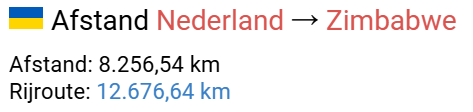 Afstand Nederland → Zimbabwe
Afstand: 8.256,54 km
Rijroute: 12.676,64 km